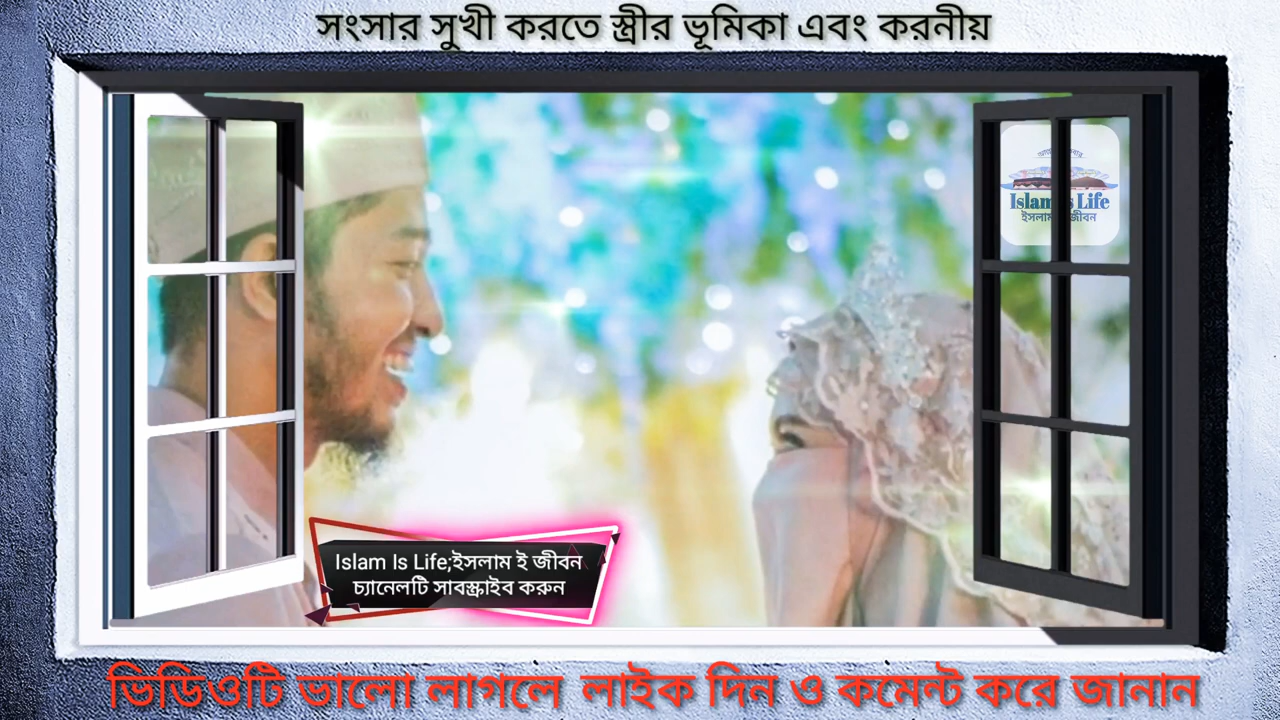 সংসার সুখী করতে স্ত্রীর ভূমিকা এবং করনীয়
Islam Is Life
ইসলাম জীবন
Islam Is Life;ইসলাম ই জীবন
চ্যানেলটি সাবস্ক্রাইব করুন
ভিডিওটি ভালো লাগলে লাইক দিন ও কমেন্ট করে জানান